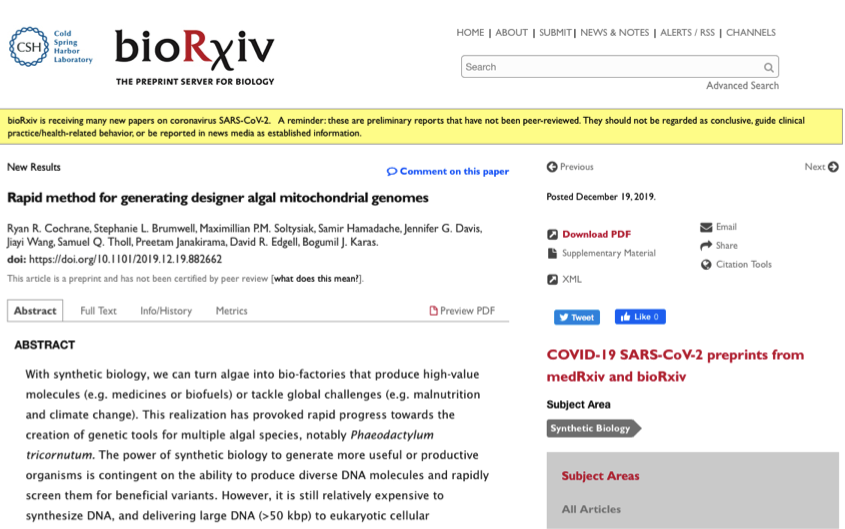 CSH Cold Spring Harbor Laboratory
bioRxiv
THE PREPRINT SERVER FOR BIOLOGY
HOME | ABOUT | SUBMIT | NEWS & NOTES | ALERTS / RSS | CHANNELS
Search
Advanced Search
bioRxiv is receiving many new papers on coronavirus SARS-CoV-2. A reminder: these are preliminary reports that have not been peer-reviewed. They should not be regarded as conclusive, guide clinical
practice/health-related behavior, or be reported in news media as established information.
New Results
Comment on this paper
Rapid method for generating designer algal mitochondrial genomes
Ryan R. Cochrane, Stephanie L. Brumwell, Maximillian P.M. Soltysiak, Samir Hamadache, Jennifer G. Davis,
Jiayi Wang, Samuel Q. Tholl, Preetam Janakirama, David R. Edgell, Bogumil J. Karas.
doi: https://doi.org/10.1101/2019.12.19.882662
This article is a preprint and has not been certified by peer review [what does this mean?].
Abstract Full Text Info/History Metrics Preview PDF
ABSTRACT
With synthetic biology, we can turn algae into bio-factories that produce high-value
molecules (e.g. medicines or biofuels) or tackle global challenges (e.g. malnutrition
and climate change). This realization has provoked rapid progress towards the
creation of genetic tools for multiple algal species, notably Phaeodactylum
tricornutum. The power of synthetic biology to generate more useful or productive
organisms is contingent on the ability to produce diverse DNA molecules and rapidly
screen them for beneficial variants. However, it is still relatively expensive to
synthesize DNA, and delivering large DNA (>50 kbp) to eukaryotic cellular
Previous
Next
Posted December 19, 2019.
Download PDF
Supplementary Material
XML
Email
Share
Citation Tools
Tweet
Like 0
COVID-19 SARS-CoV-2 preprints from
medRxiv and bioRxiv
Subject Area
Synthetic Biology
Subject Areas
All Articles